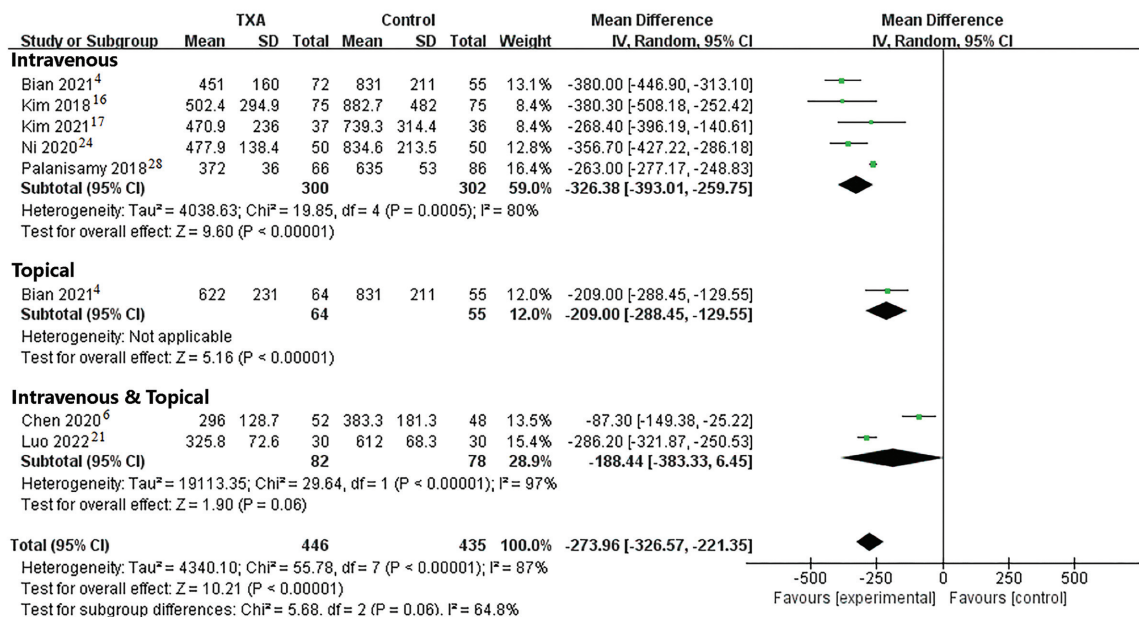 TXA Control Mean Difference Mean Difference
Study or Subgroup Mean SD Total Mean SD Total Weight IV, Random, 95% CI IV, Random, 95% CI
Intravenous
Bian 2021⁴ 451 160 72 831 211 55 13.1% -380.00 [-446.90, -313.10]
Kim 2018¹⁶ 502.4 294.9 75 882.7 482 75 8.4% -380.30 [-508.18, -252.42]
Kim 2021¹⁷ 470.9 236 37 739.3 314.4 36 8.4% -268.40 [-396.19, -140.61]
Ni 2020²⁴ 477.9 138.4 50 834.6 213.5 50 12.8% -356.70 [-427.22, -286.18]
Palanisamy 2018²⁸ 372 36 66 635 53 86 16.4% -263.00 [-277.17, -248.83]
Subtotal (95% CI) 300 302 59.0% -326.38 [-393.01, -259.75]
Heterogeneity: Tau² = 4038.63; Chi² = 19.85, df = 4 (P = 0.0005); I² = 80%
Test for overall effect: Z = 9.60 (P < 0.00001)
Topical
Bian 2021⁴ 622 231 64 831 211 55 12.0% -209.00 [-288.45, -129.55]
Subtotal (95% CI) 64 55 12.0% -209.00 [-288.45, -129.55]
Heterogeneity: Not applicable
Test for overall effect: Z = 5.16 (P < 0.00001)
Intravenous & Topical
Chen 2020⁶ 296 128.7 52 383.3 181.3 48 13.5% -87.30 [-149.38, -25.22]
Luo 2022²¹ 325.8 72.6 30 612 68.3 30 15.4% -286.20 [-321.87, -250.53]
Subtotal (95% CI) 82 78 28.9% -188.44 [-383.33, 6.45]
Heterogeneity: Tau² = 19113.35; Chi² = 29.64, df = 1 (P < 0.00001); I² = 97%
Test for overall effect: Z = 1.90 (P = 0.06)
Total (95% CI) 446 435 100.0% -273.96 [-326.57, -221.35]
Heterogeneity: Tau² = 4340.10; Chi² = 55.78, df = 7 (P < 0.00001); I² = 87%
Test for overall effect: Z = 10.21 (P < 0.00001)
Test for subgroup differences: Chi² = 5.68, df = 2 (P = 0.06), I² = 64.8%
-500 -250 0 250 500
Favours [experimental] Favours [control]